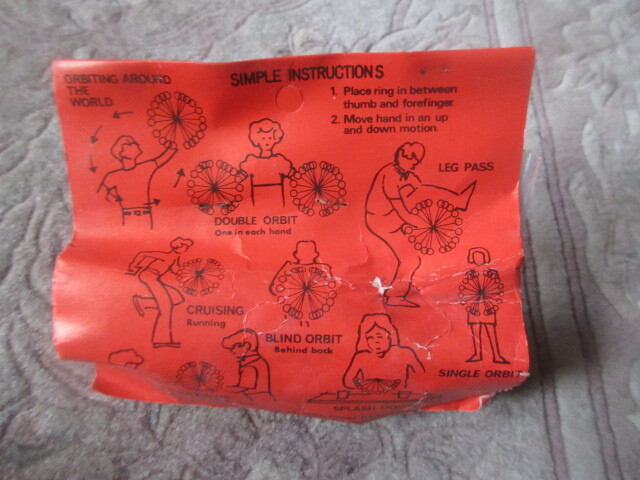 ORBITING AROUND
THE
WORLD
SIMPLE INSTRUCTIONS
1. Place ring in between
thumb and forefinger.
2. Move hand in an up
and down motion.
LEG PASS
DOUBLE ORBIT
One in each hand
CRUISING
Running
BLIND ORBIT
Behind back
SINGLE ORBIT
SPLASH DOWN